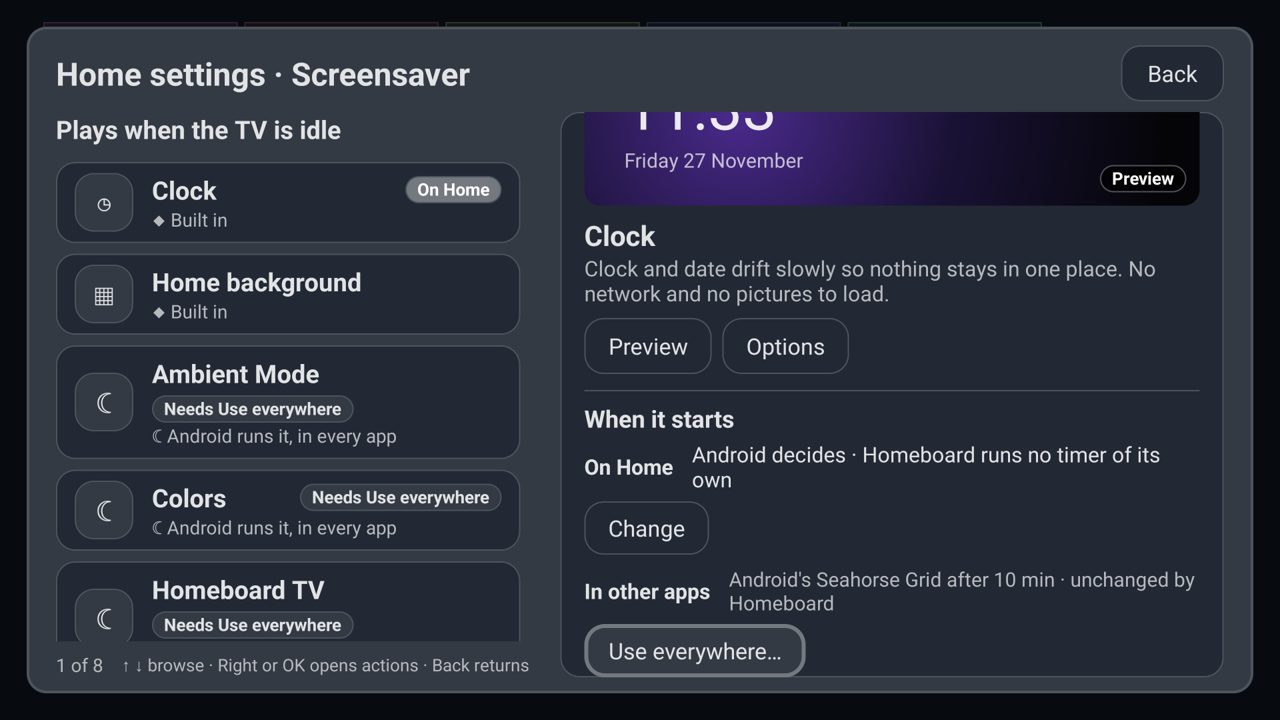 Home settings · Screensaver
Back
Plays when the TV is idle
Clock
On Home
◆ Built in
Home background
◆ Built in
Ambient Mode
Needs Use everywhere
☾ Android runs it, in every app
Colors
Needs Use everywhere
☾ Android runs it, in every app
Homeboard TV
Needs Use everywhere
1 of 8
↑ ↓ browse · Right or OK opens actions · Back returns
Friday 27 November
Preview
Clock
Clock and date drift slowly so nothing stays in one place. No
network and no pictures to load.
Preview
Options
When it starts
On Home
Android decides · Homeboard runs no timer of its
own
Change
In other apps
Android's Seahorse Grid after 10 min · unchanged by
Homeboard
Use everywhere…